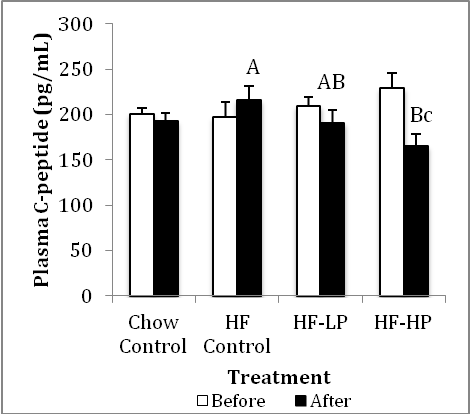 Plasma C-peptide (pg/mL)
300
250
200
150
100
50
0
A
AB
Bc
Chow Control
HF Control
HF-LP
HF-HP
Treatment
Before
After